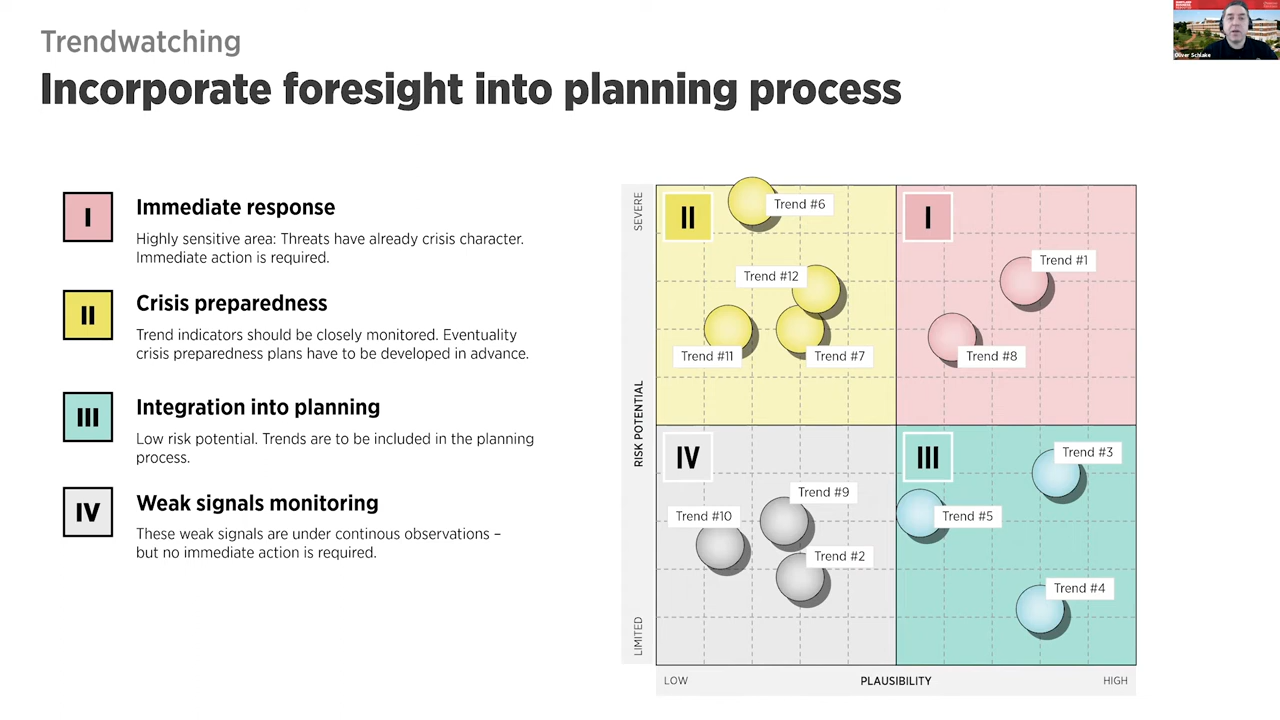 Trendwatching
Incorporate foresight into planning process
I
Immediate response
Highly sensitive area: Threats have already crisis character.
Immediate action is required.
II
Crisis preparedness
Trend indicators should be closely monitored. Eventuality
crisis preparedness plans have to be developed in advance.
III
Integration into planning
Low risk potential. Trends are to be included in the planning
process.
IV
Weak signals monitoring
These weak signals are under continous observations –
but no immediate action is required.
SEVERE
RISK POTENTIAL
LIMITED
II
Trend #6
Trend #12
Trend #11
Trend #7
I
Trend #1
Trend #8
IV
Trend #9
Trend #10
Trend #2
III
Trend #3
Trend #5
Trend #4
LOW
PLAUSIBILITY
HIGH
Oliver Schlake